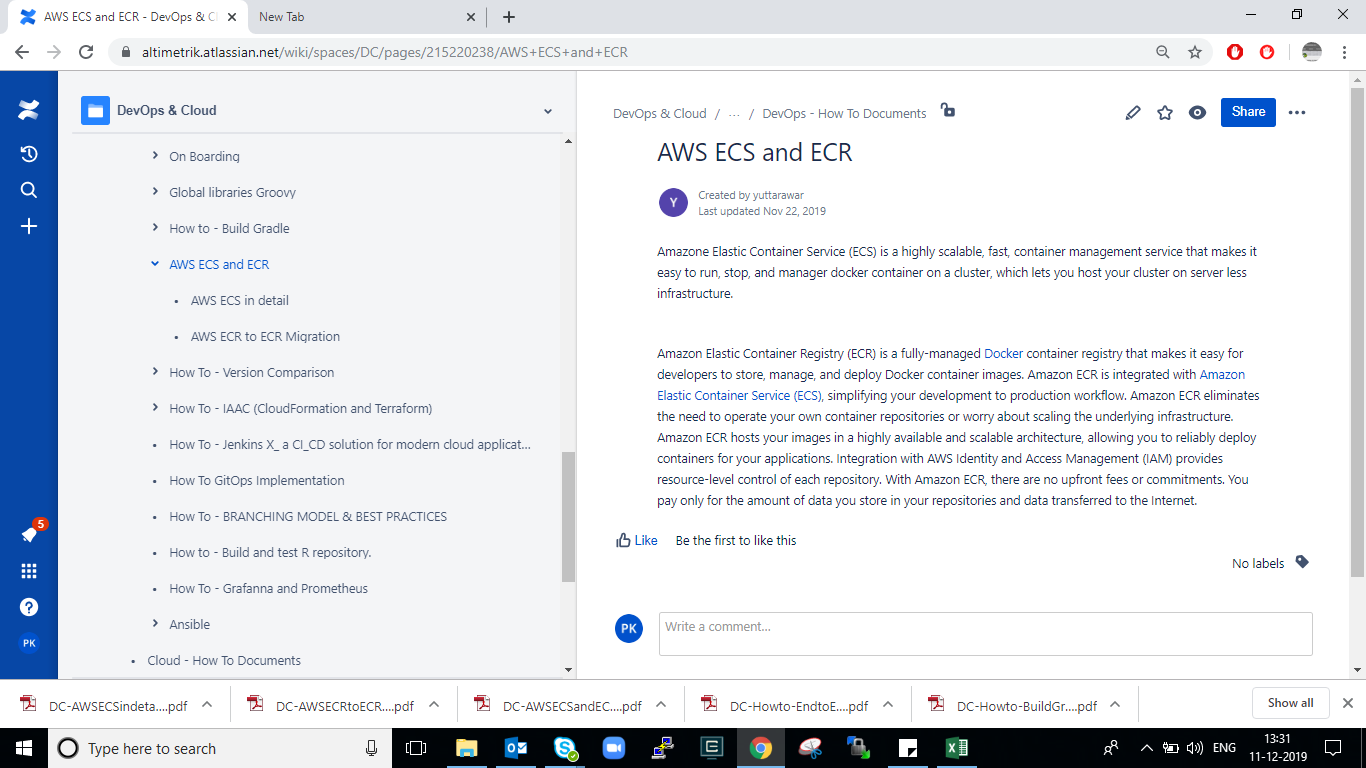 AWS ECS and ECR - DevOps & Cl
New Tab
altimetrik.atlassian.net/wiki/spaces/DC/pages/215220238/AWS+ECS+and+ECR
DevOps & Cloud
On Boarding
Global libraries Groovy
How to - Build Gradle
AWS ECS and ECR
AWS ECS in detail
AWS ECR to ECR Migration
How To - Version Comparison
How To - IAAC (CloudFormation and Terraform)
How To - Jenkins X_ a CI_CD solution for modern cloud applicat...
How To GitOps Implementation
How To - BRANCHING MODEL & BEST PRACTICES
How to - Build and test R repository.
How To - Grafanna and Prometheus
Ansible
Cloud - How To Documents
5
PK
DevOps & Cloud / ... / DevOps - How To Documents
Share
AWS ECS and ECR
Y
Created by yuttarawar
Last updated Nov 22, 2019
Amazone Elastic Container Service (ECS) is a highly scalable, fast, container management service that makes it
easy to run, stop, and manager docker container on a cluster, which lets you host your cluster on server less
infrastructure.
Amazon Elastic Container Registry (ECR) is a fully-managed Docker container registry that makes it easy for
developers to store, manage, and deploy Docker container images. Amazon ECR is integrated with Amazon
Elastic Container Service (ECS), simplifying your development to production workflow. Amazon ECR eliminates
the need to operate your own container repositories or worry about scaling the underlying infrastructure.
Amazon ECR hosts your images in a highly available and scalable architecture, allowing you to reliably deploy
containers for your applications. Integration with AWS Identity and Access Management (IAM) provides
resource-level control of each repository. With Amazon ECR, there are no upfront fees or commitments. You
pay only for the amount of data you store in your repositories and data transferred to the Internet.
Like Be the first to like this
No labels
PK
Write a comment...
DC-AWSECSindeta....pdf
DC-AWSECRtoECR....pdf
DC-AWSECSandEC....pdf
DC-Howto-EndtoE....pdf
DC-Howto-BuildGr....pdf
Show all
Type here to search
ENG
13:31
11-12-2019